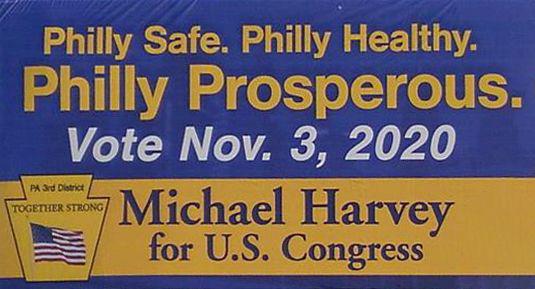 Philly Safe. Philly Healthy.
Philly Prosperous.
Vote Nov. 3, 2020
PA 3rd District
TOGETHER STRONG
Michael Harvey
for U.S. Congress